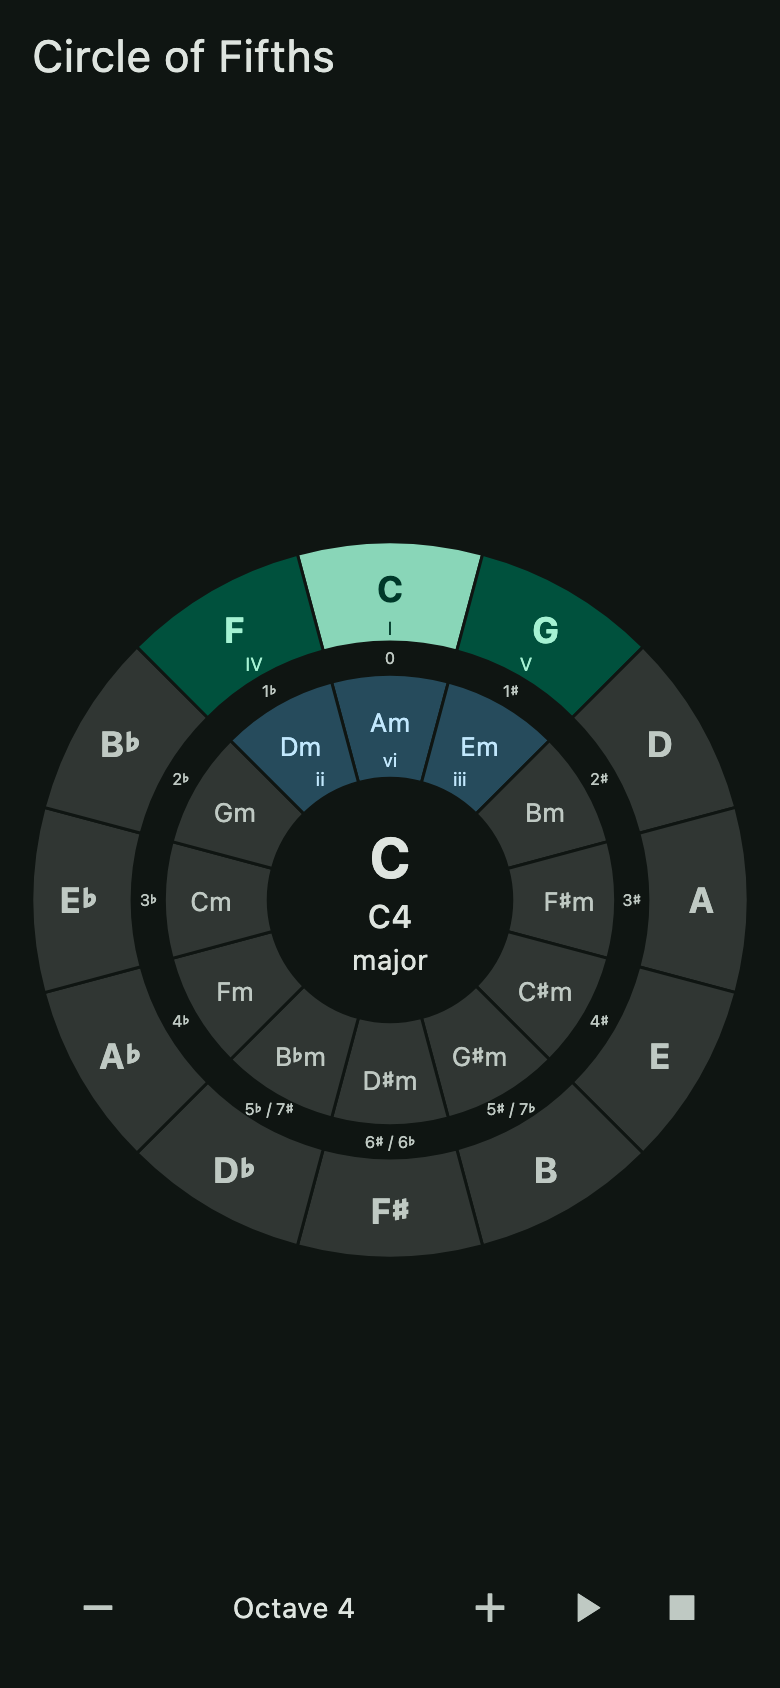 Circle of Fifths
C
I
F
IV
G
V
0
1♭
1♯
Am
vi
Dm
ii
Em
iii
B♭
D
2♭
2♯
Gm
Bm
C
C4
major
E♭
3♭
Cm
F♯m
3♯
A
Fm
C♯m
4♭
4♯
A♭
E
B♭m
G♯m
D♯m
5♭ / 7♯
5♯ / 7♭
6♯ / 6♭
D♭
B
F♯
Octave 4